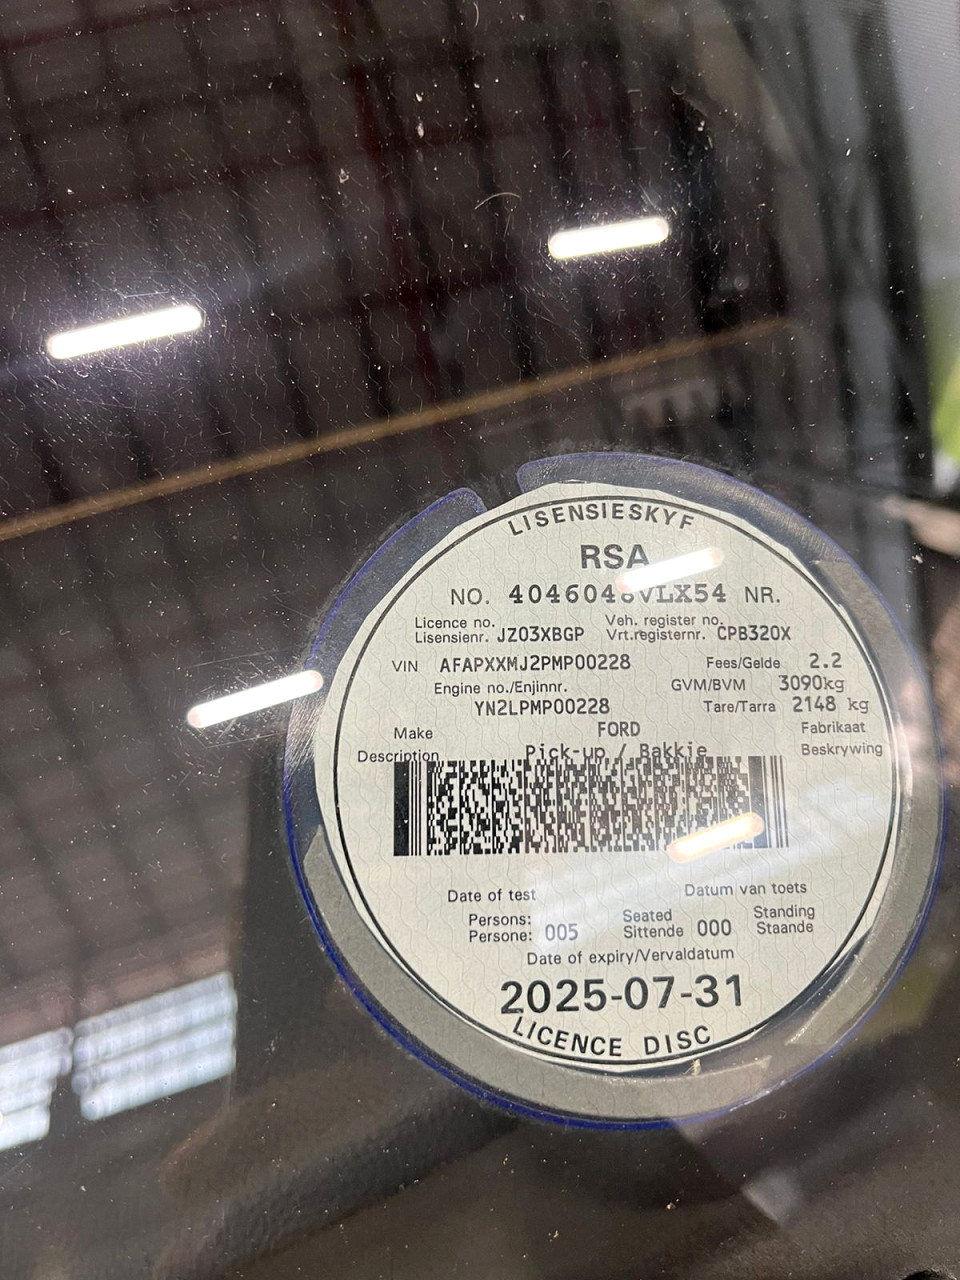 LISENSIESKYF
RSA
NO. 4046048VLX54 NR.
Licence no. Veh. register no.
Lisensienr. JZ03XBGP Vrt.registernr. CPB320X
VIN AFAPXXMJ2PMP00228 Fees/Gelde 2.2
Engine no./Enjinnr. GVM/BVM 3090kg
YN2LPMP00228 Tare/Tarra 2148 kg
Make FORD Fabrikaat
Description Pick-up / Bakkie Beskrywing
Date of test Datum van toets
Persons: Seated Standing
Persone: 005 Sittende 000 Staande
Date of expiry/Vervaldatum
2025-07-31
LICENCE DISC